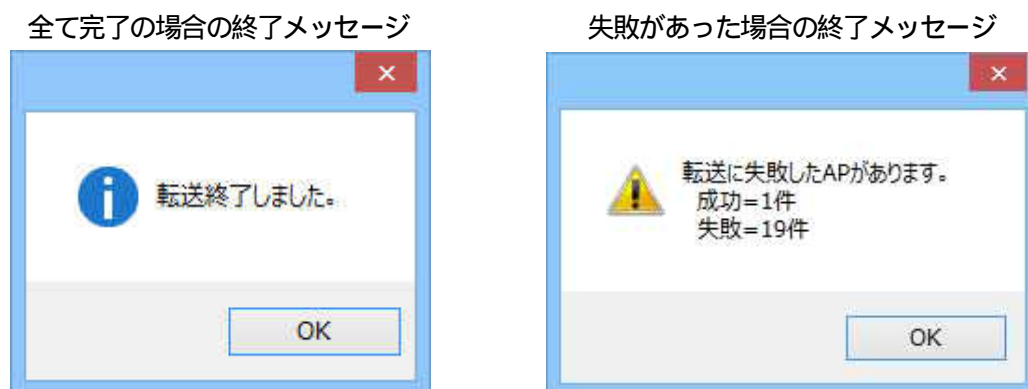 全て完了の場合の終了メッセージ
転送終了しました。
OK
失敗があった場合の終了メッセージ
転送に失敗したAPがあります。
成功=1件
失敗=19件
OK